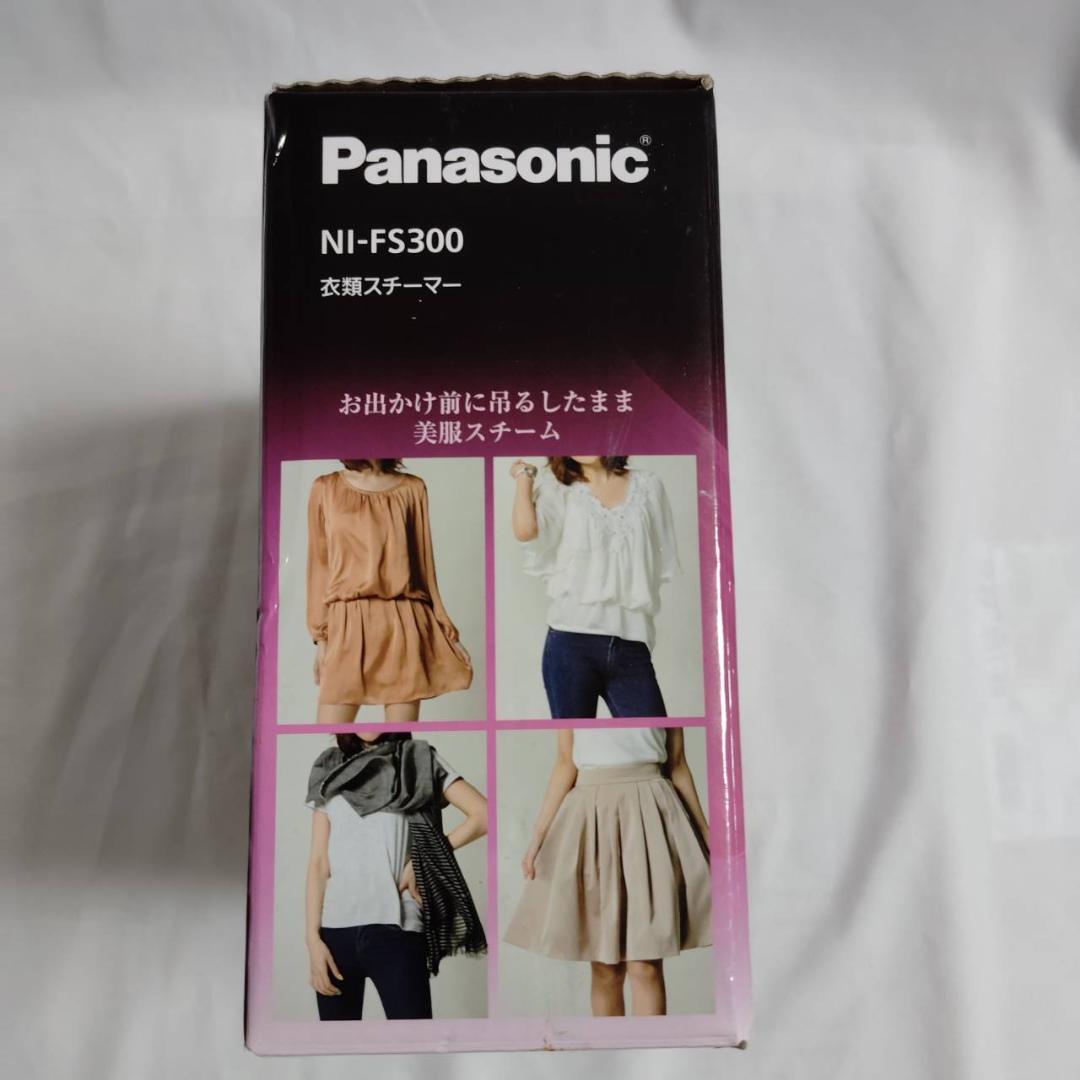 Panasonic®
NI-FS300
衣類スチーマー
お出かけ前に吊るしたまま
美服スチーム